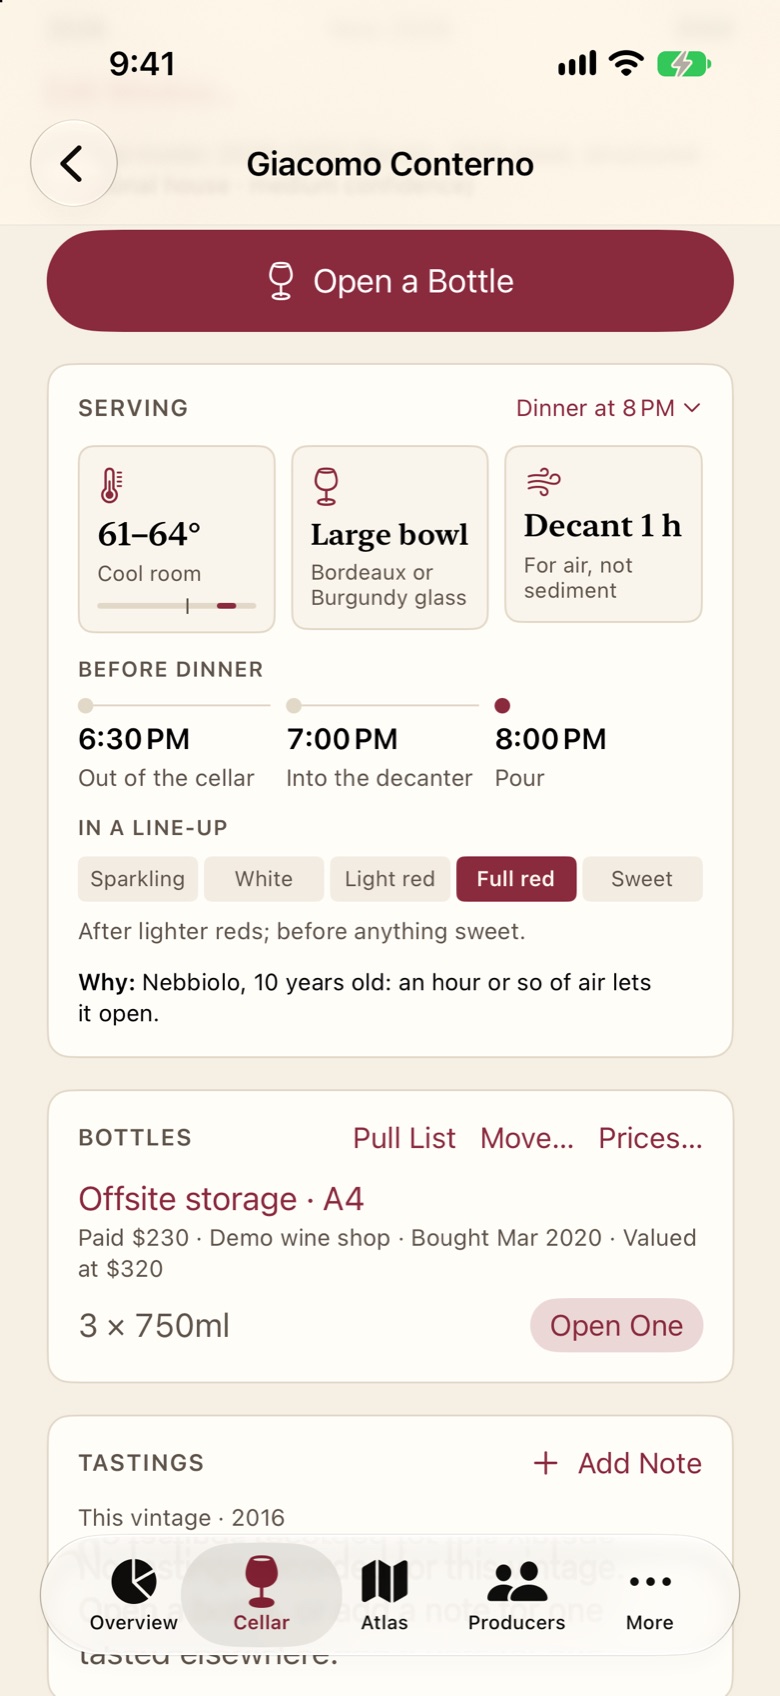 9:41
Giacomo Conterno
Open a Bottle
SERVING
Dinner at 8 PM
61–64°
Cool room
Large bowl
Bordeaux or
Burgundy glass
Decant 1 h
For air, not
sediment
BEFORE DINNER
6:30 PM
Out of the cellar
7:00 PM
Into the decanter
8:00 PM
Pour
IN A LINE-UP
Sparkling
White
Light red
Full red
Sweet
After lighter reds; before anything sweet.
Why: Nebbiolo, 10 years old: an hour or so of air lets
it open.
BOTTLES
Pull List
Move...
Prices...
Offsite storage · A4
Paid $230 · Demo wine shop · Bought Mar 2020 · Valued
at $320
3 × 750ml
Open One
TASTINGS
+ Add Note
This vintage · 2016
tasted elsewhere.
Overview
Cellar
Atlas
Producers
More